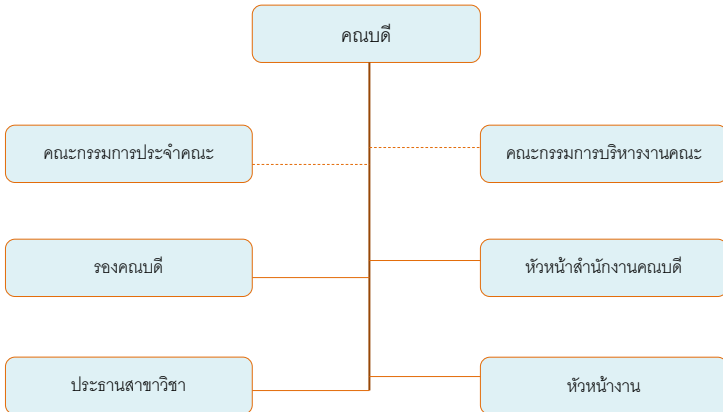 คณบดี
คณะกรรมการประจำคณะ
คณะกรรมการบริหารงานคณะ
รองคณบดี
หัวหน้าสำนักงานคณบดี
ประธานสาขาวิชา
หัวหน้างาน